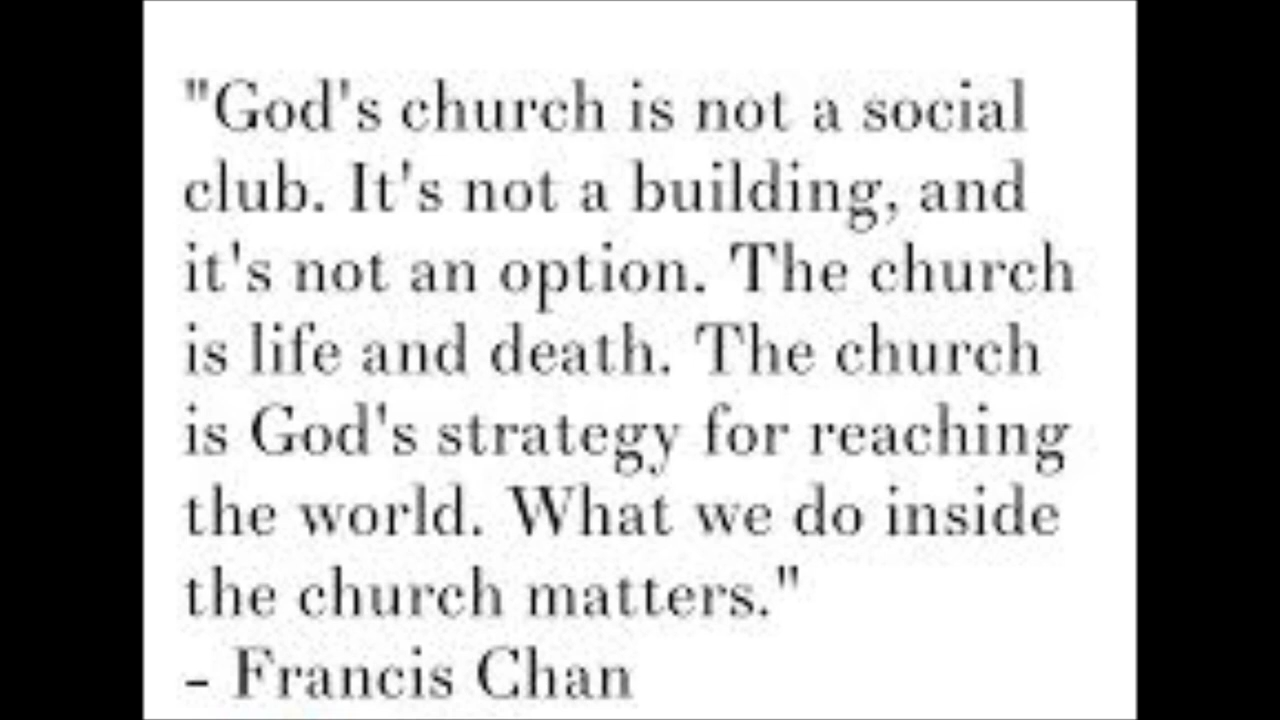 "God's church is not a social
club. It's not a building, and
it's not an option. The church
is life and death. The church
is God's strategy for reaching
the world. What we do inside
the church matters."
- Francis Chan